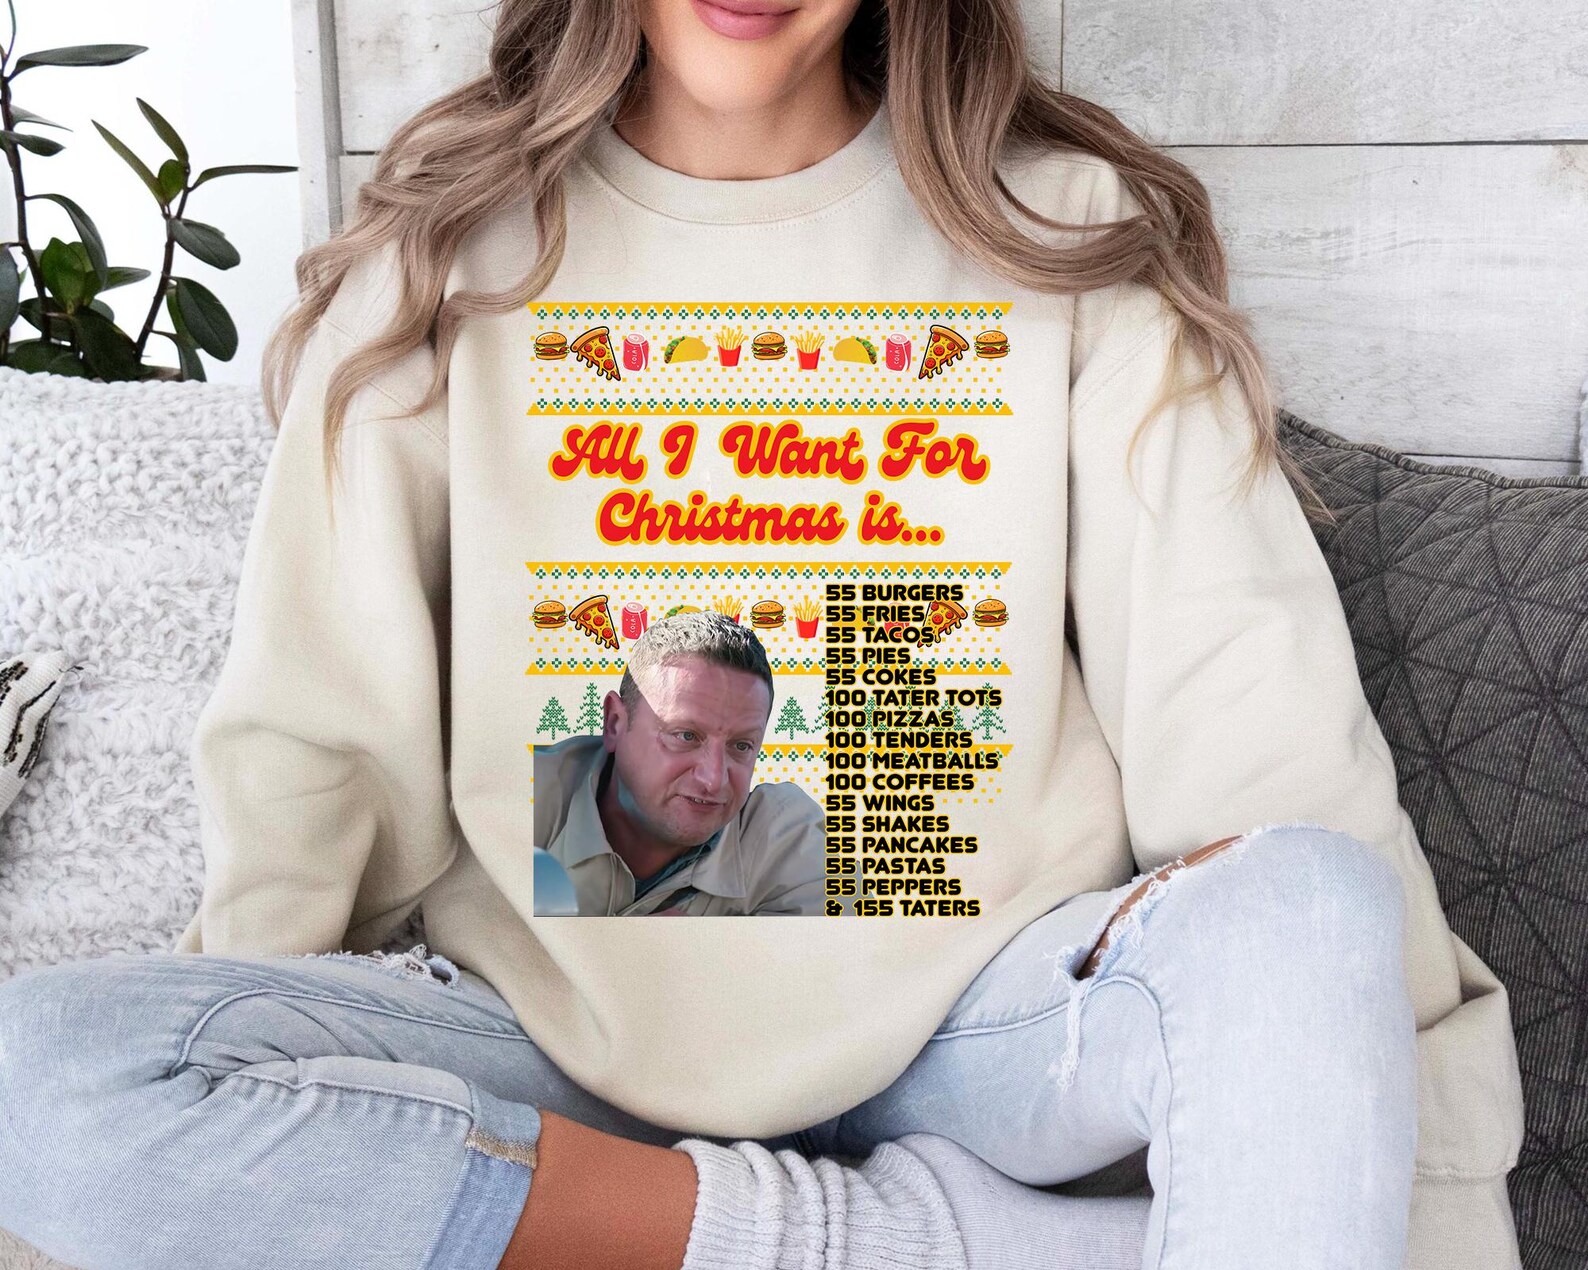 All I Want For
Christmas is...
55 BURGERS
55 FRIES
55 TACOS
55 PIES
55 COKES
100 TATER TOTS
100 PIZZAS
100 TENDERS
100 MEATBALLS
100 COFFEES
55 WINGS
55 SHAKES
55 PANCAKES
55 PASTAS
55 PEPPERS
& 155 TATERS